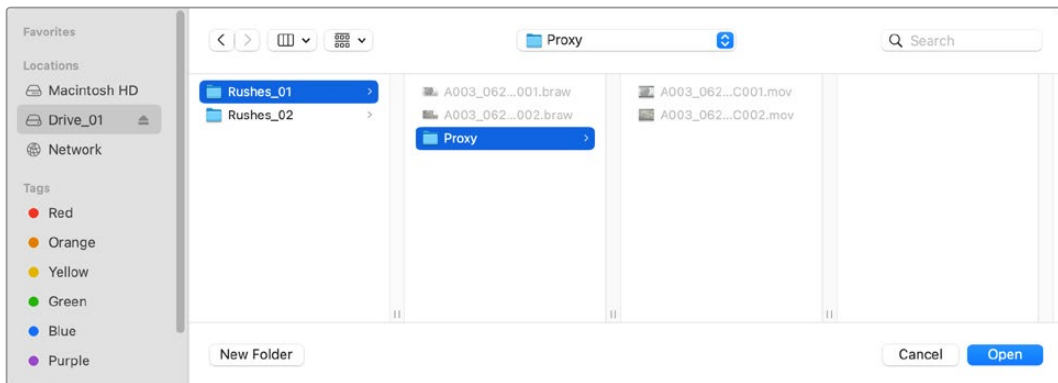 Favorites
Locations
Macintosh HD
Drive_01
Network
Tags
Red
Orange
Yellow
Green
Blue
Purple
Proxy
Search
Rushes_01
Rushes_02
A003_062...001.braw
A003_062...002.braw
Proxy
A003_062...C001.mov
A003_062...C002.mov
New Folder
Cancel
Open